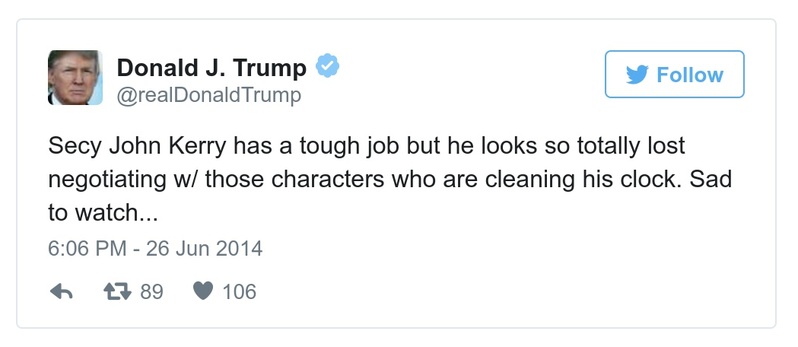 Donald J. Trump
@realDonaldTrump
Follow
Secy John Kerry has a tough job but he looks so totally lost
negotiating w/ those characters who are cleaning his clock. Sad
to watch...
6:06 PM - 26 Jun 2014
89 106